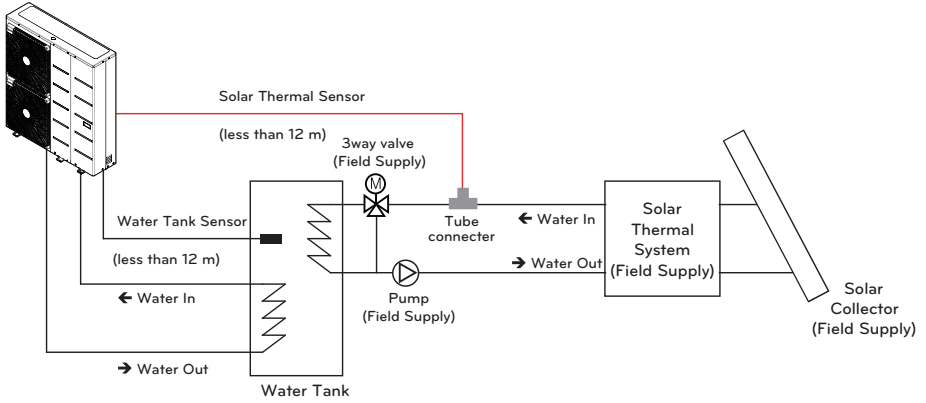 Solar Thermal Sensor
(less than 12 m)
3way valve
(Field Supply)
M
Water Tank Sensor
(less than 12 m)
← Water In
→ Water Out
Water Tank
Tube
connecter
Pump
(Field Supply)
← Water In
→ Water Out
Solar
Thermal
System
(Field Supply)
Solar
Collector
(Field Supply)